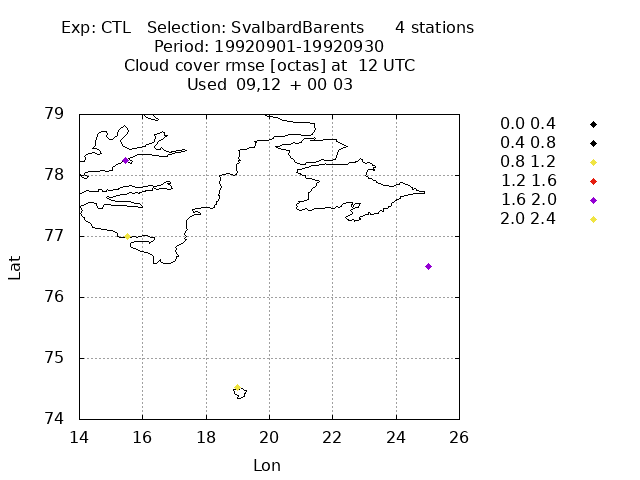 Exp: CTL   Selection: SvalbardBarents      4 stations
Period: 19920901-19920930
Cloud cover rmse [octas] at  12 UTC
Used  09,12  + 00 03
0.0 0.4
0.4 0.8
0.8 1.2
1.2 1.6
1.6 2.0
2.0 2.4
79
78
77
76
75
74
Lat
14 16 18 20 22 24 26
Lon